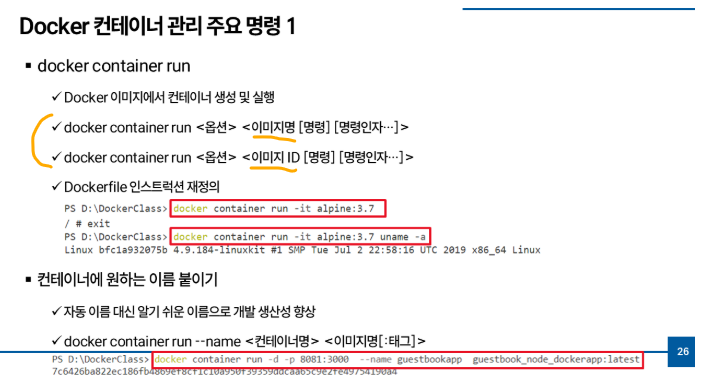 Docker 컨테이너 관리 주요 명령 1
▪ docker container run
✓ Docker 이미지에서 컨테이너 생성 및 실행
✓ docker container run <옵션> <이미지명 [명령] [명령인자…]>
✓ docker container run <옵션> <이미지 ID [명령] [명령인자…]>
✓ Dockerfile 인스트럭션 재정의
PS D:\DockerClass> docker container run -it alpine:3.7
/ # exit
PS D:\DockerClass> docker container run -it alpine:3.7 uname -a
Linux bfc1a932075b 4.9.184-linuxkit #1 SMP Tue Jul 2 22:58:16 UTC 2019 x86_64 Linux
▪ 컨테이너에 원하는 이름 붙이기
✓ 자동 이름 대신 알기 쉬운 이름으로 개발 생산성 향상
✓ docker container run --name <컨테이너명> <이미지명[:태그]>
PS D:\DockerClass> docker container run -d -p 8081:3000 --name guestbookapp guestbook_node_dockerapp:latest
7c6426ba822ec186fb4869ef8cf1c10a950f39359ddcaa65c9e2fe49754190a4
26